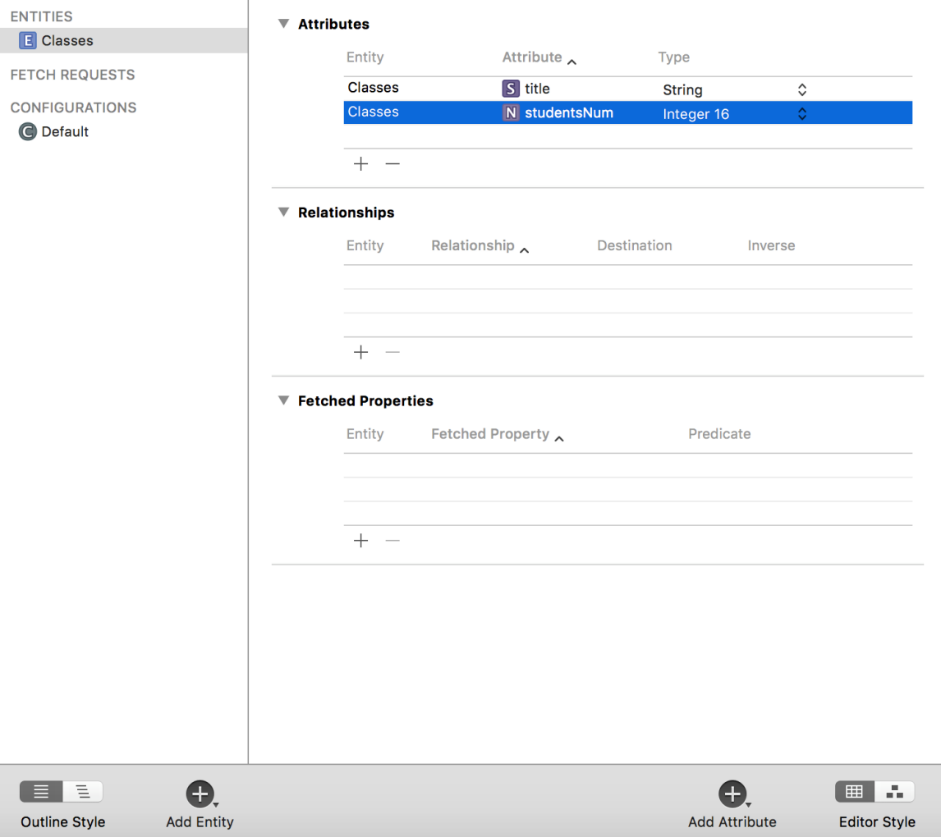 ENTITIES
E Classes
FETCH REQUESTS
CONFIGURATIONS
C Default
Attributes
Entity Attribute Type
Classes S title String
Classes N studentsNum Integer 16
Relationships
Entity Relationship Destination Inverse
Fetched Properties
Entity Fetched Property Predicate
Outline Style Add Entity Add Attribute Editor Style